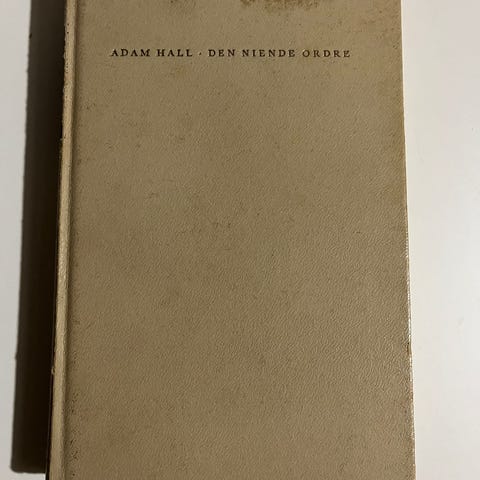 ADAM HALL · DEN NIENDE ORDRE